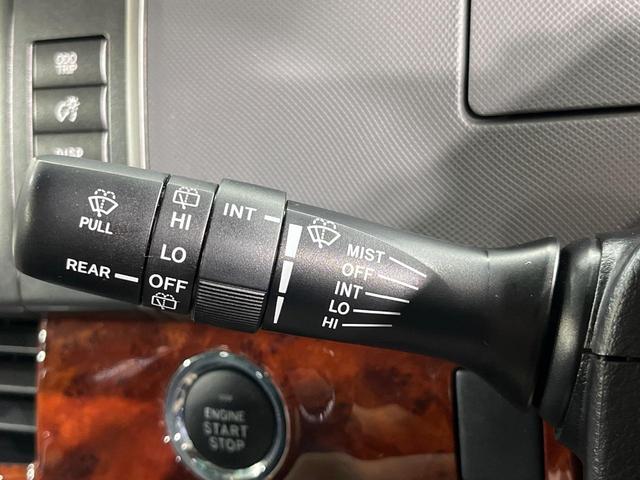 ODO
TRIP
DISP
PULL
REAR
HI
LO
OFF
INT
MIST
OFF
INT
LO
HI
ENGINE
START
STOP